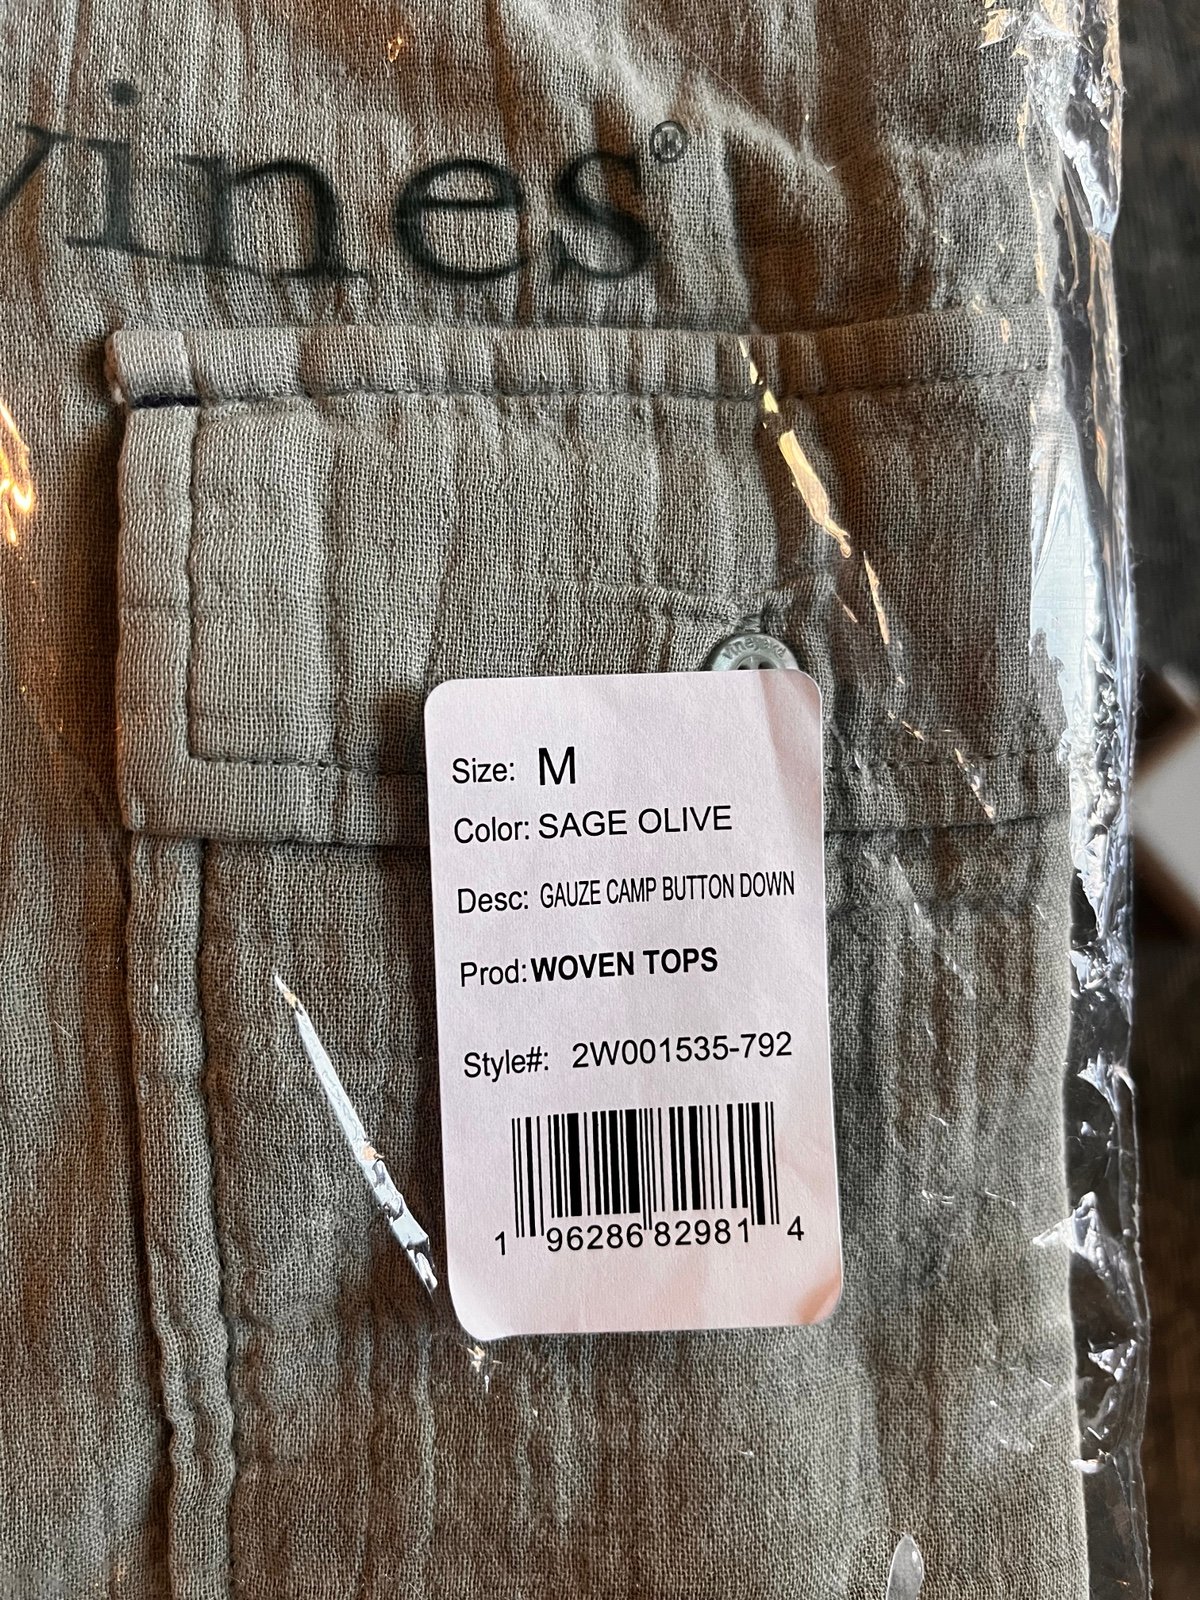 vines®
vineyard
Size: M
Color: SAGE OLIVE
Desc: GAUZE CAMP BUTTON DOWN
Prod: WOVEN TOPS
Style#: 2W001535-792
1 96286 82981 4